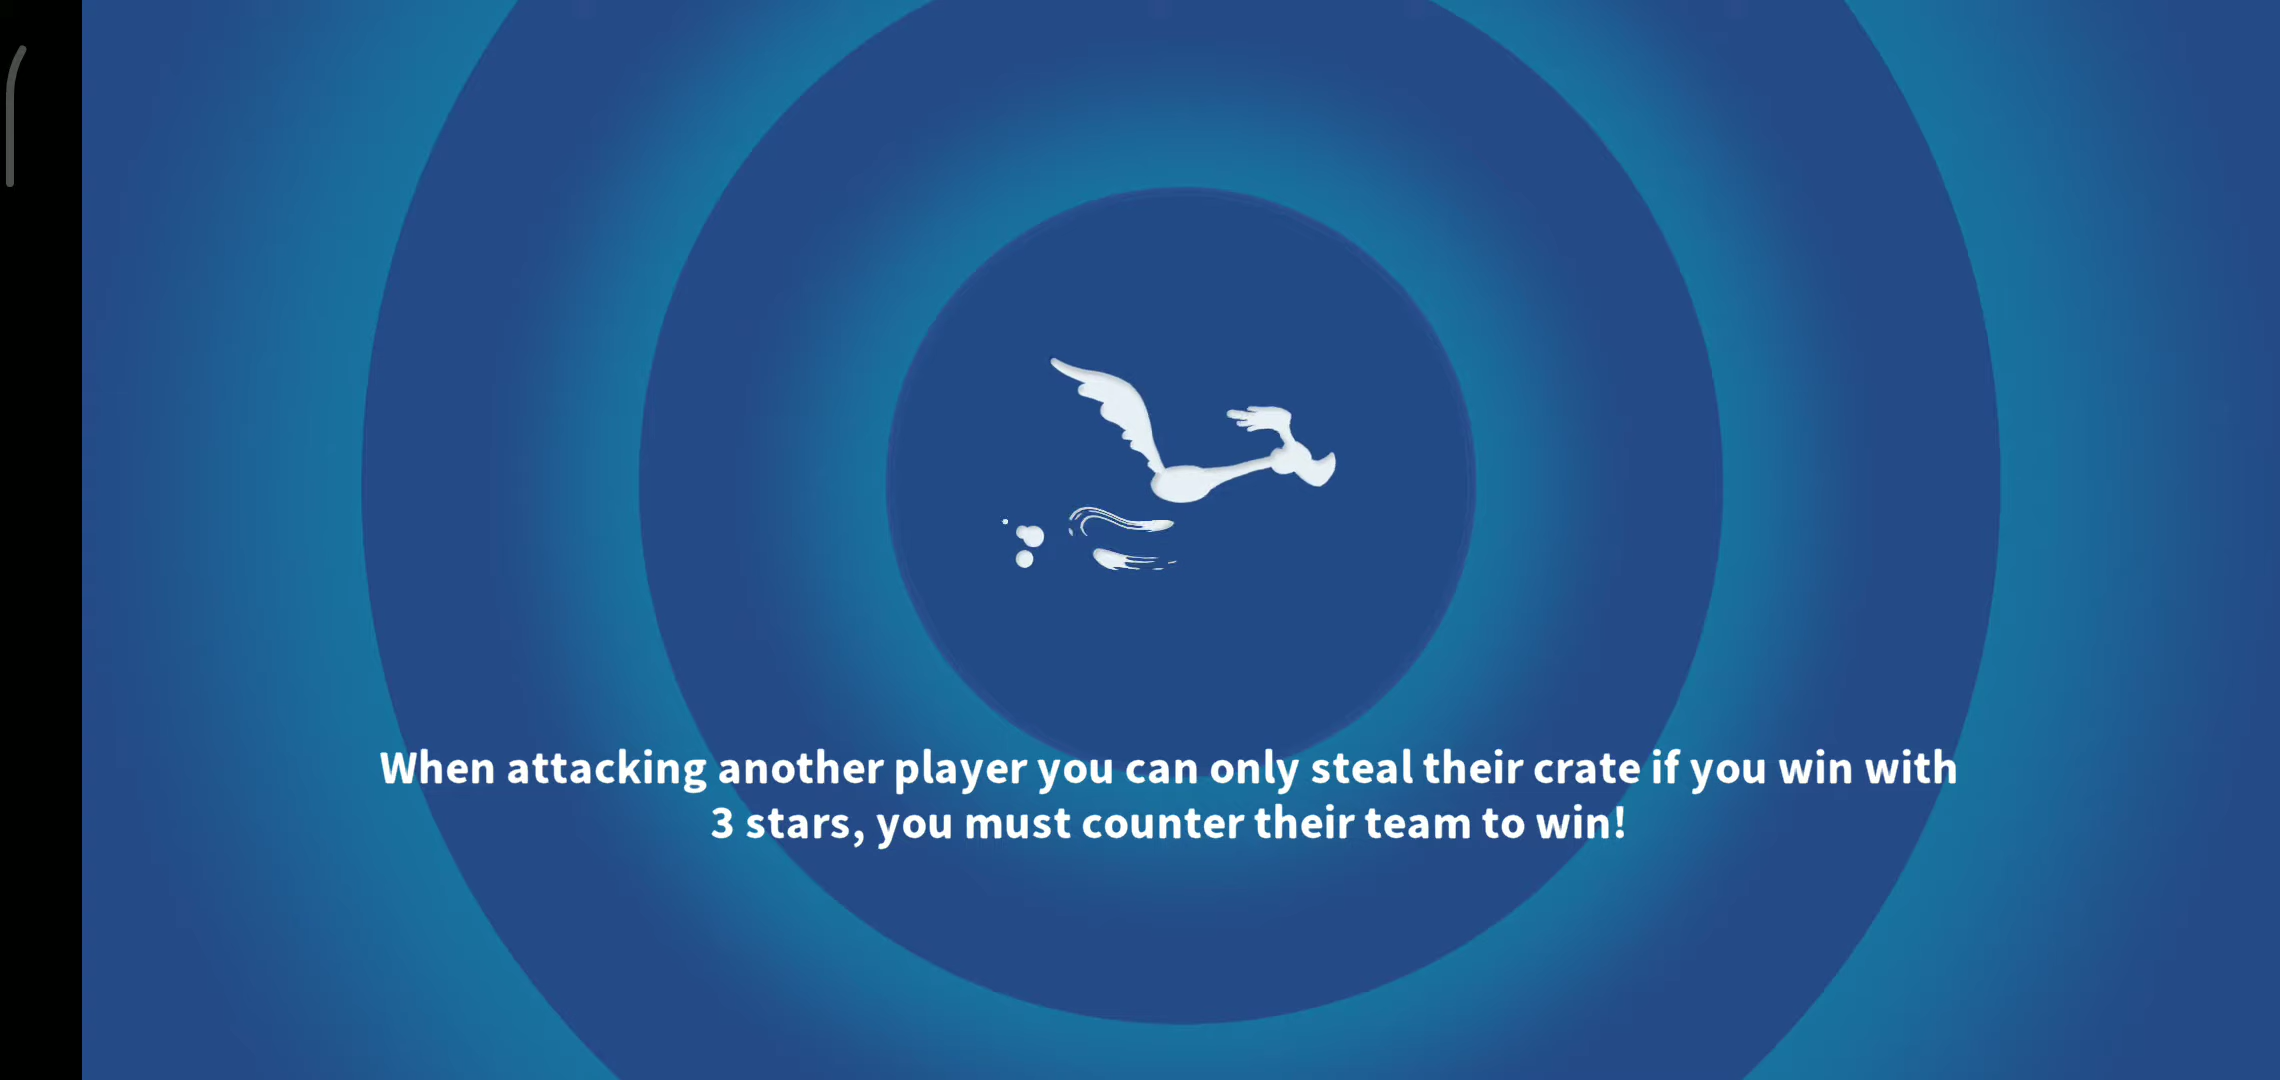 When attacking another player you can only steal their crate if you win with
3 stars, you must counter their team to win!